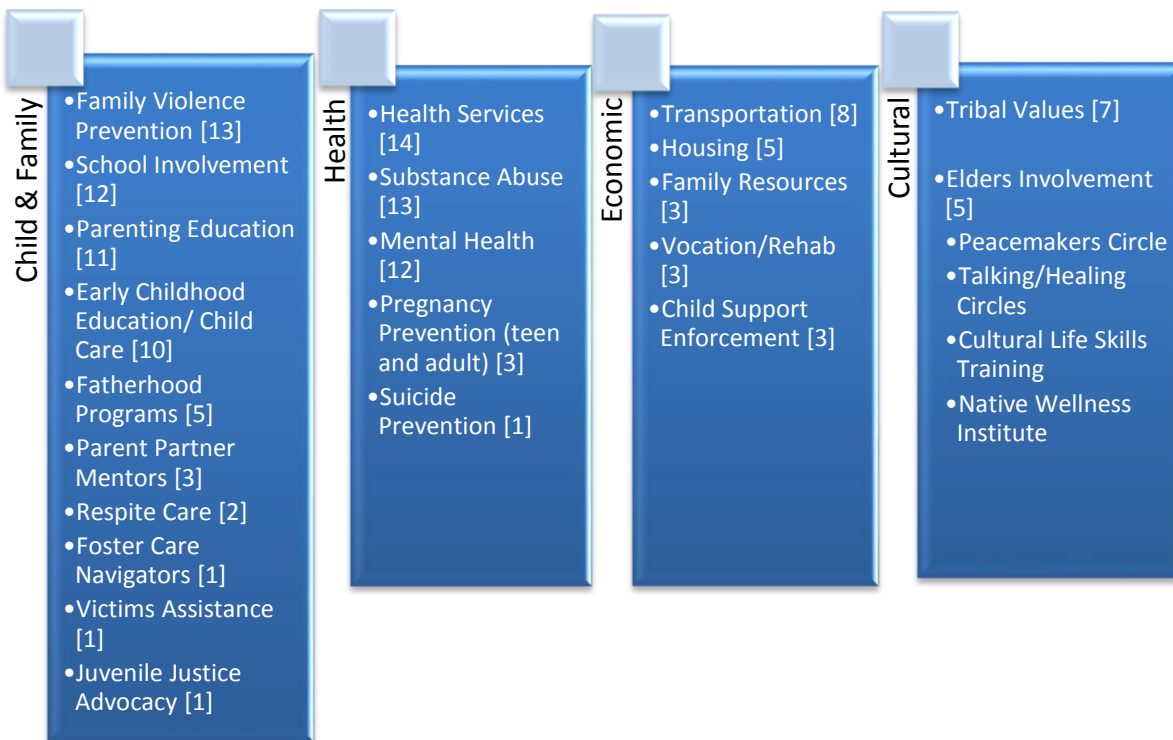 Child & Family
•Family Violence
Prevention [13]
•School Involvement
[12]
•Parenting Education
[11]
•Early Childhood
Education/ Child
Care [10]
•Fatherhood
Programs [5]
•Parent Partner
Mentors [3]
•Respite Care [2]
•Foster Care
Navigators [1]
•Victims Assistance
[1]
•Juvenile Justice
Advocacy [1]
Health
•Health Services
[14]
•Substance Abuse
[13]
•Mental Health
[12]
•Pregnancy
Prevention (teen
and adult) [3]
•Suicide
Prevention [1]
Economic
•Transportation [8]
•Housing [5]
•Family Resources
[3]
•Vocation/Rehab
[3]
•Child Support
Enforcement [3]
Cultural
•Tribal Values [7]
•Elders Involvement
[5]
•Peacemakers Circle
•Talking/Healing
Circles
•Cultural Life Skills
Training
•Native Wellness
Institute